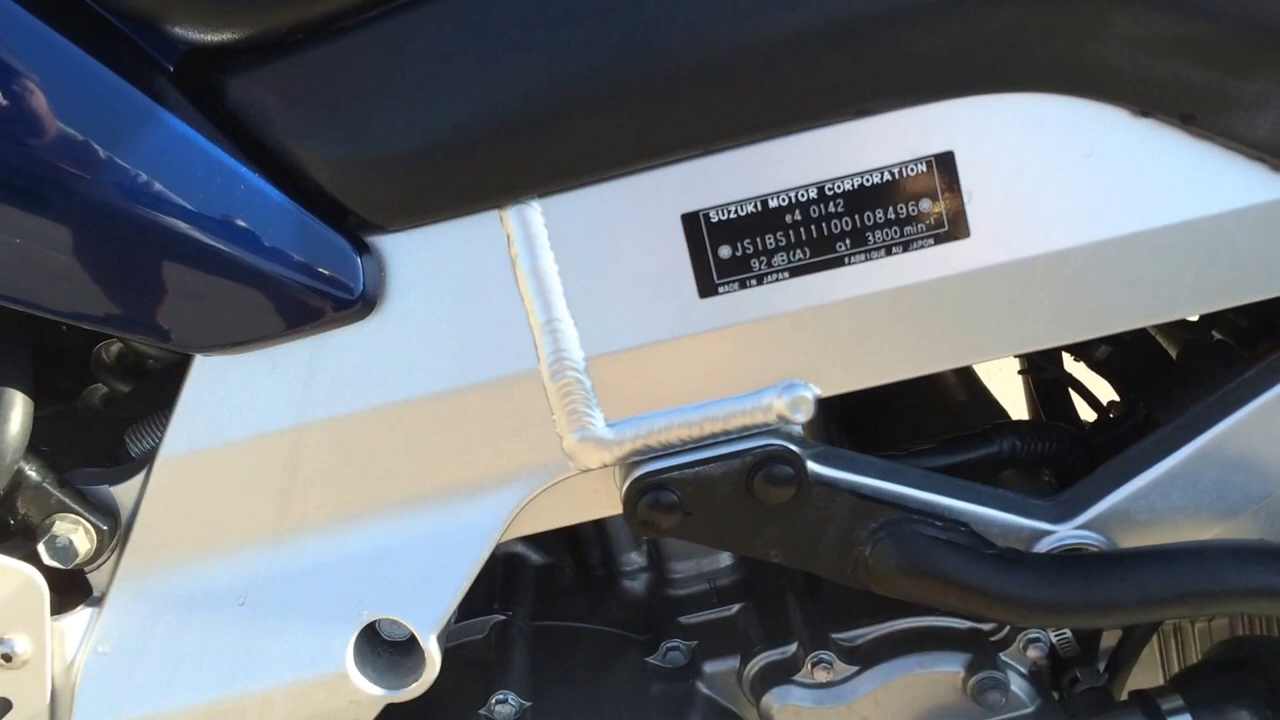 SUZUKI MOTOR CORPORATION
e4 0142
JS1BS111100108496
92 dB(A) at 3800 min⁻¹
MADE IN JAPAN FABRIQUE AU JAPON